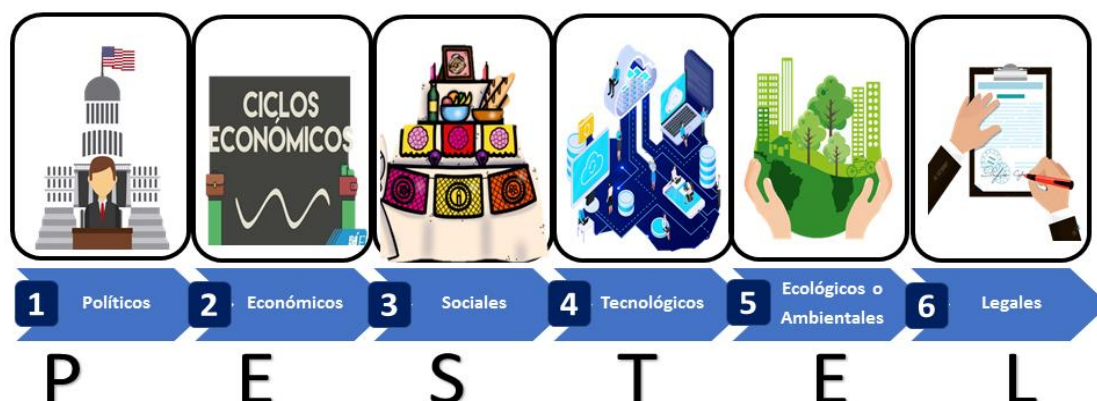 CICLOS
ECONÓMICOS
1 Políticos
2 Económicos
3 Sociales
4 Tecnológicos
5 Ecológicos o
Ambientales
6 Legales
P E S T E L